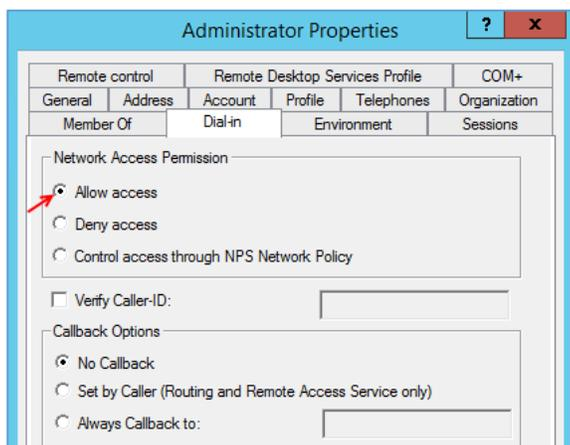 Administrator Properties ? x
Remote control Remote Desktop Services Profile COM+
General Address Account Profile Telephones Organization
Member Of Dial-in Environment Sessions
Network Access Permission
Allow access
Deny access
Control access through NPS Network Policy
Verify Caller-ID:
Callback Options
No Callback
Set by Caller (Routing and Remote Access Service only)
Always Callback to: